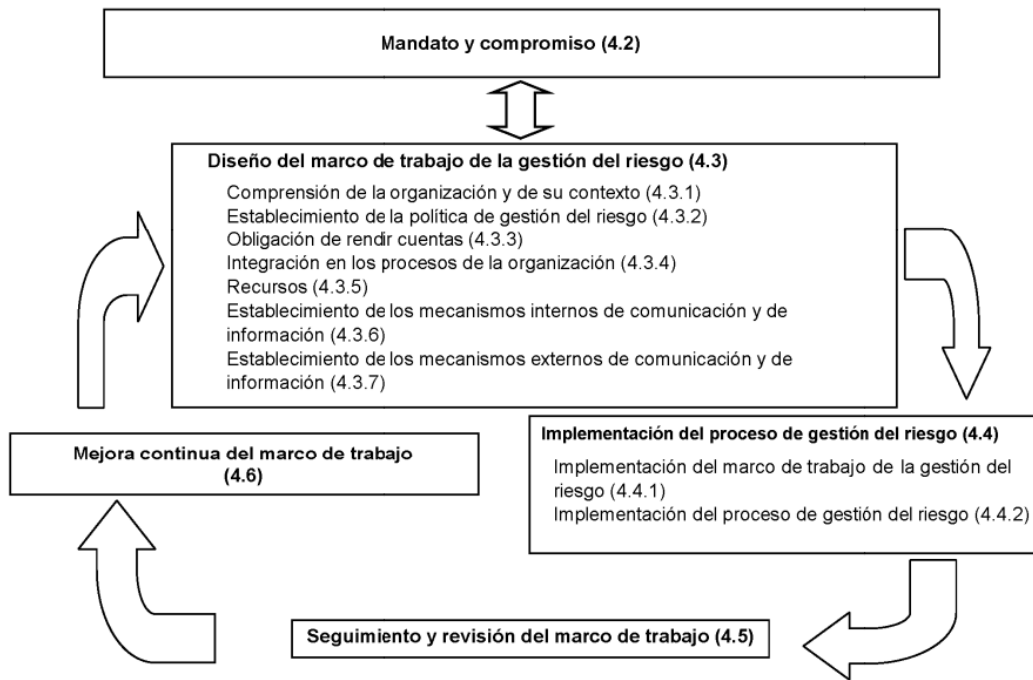 Mandato y compromiso (4.2)
Diseño del marco de trabajo de la gestión del riesgo (4.3)
Comprensión de la organización y de su contexto (4.3.1)
Establecimiento de la política de gestión del riesgo (4.3.2)
Obligación de rendir cuentas (4.3.3)
Integración en los procesos de la organización (4.3.4)
Recursos (4.3.5)
Establecimiento de los mecanismos internos de comunicación y de
información (4.3.6)
Establecimiento de los mecanismos externos de comunicación y de
información (4.3.7)
Implementación del proceso de gestión del riesgo (4.4)
Implementación del marco de trabajo de la gestión del
riesgo (4.4.1)
Implementación del proceso de gestión del riesgo (4.4.2)
Seguimiento y revisión del marco de trabajo (4.5)
Mejora continua del marco de trabajo
(4.6)